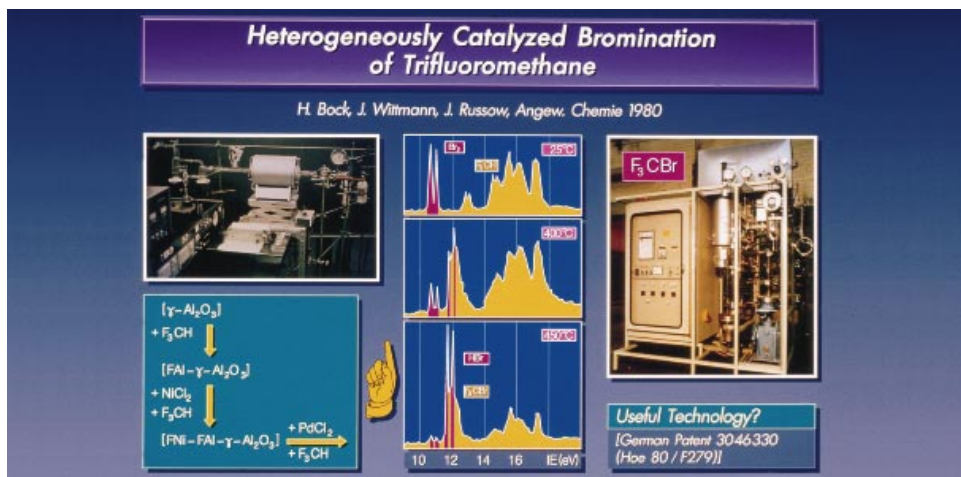 Heterogeneously Catalyzed Bromination
of Trifluoromethane
H. Bock, J. Wittmann, J. Russow, Angew. Chemie 1980
[γ-Al₂O₃]
+ F₃CH
[FAl-γ-Al₂O₃]
+ NiCl₂
+ F₃CH
[FNi-FAl-γ-Al₂O₃]
+ PdCl₂
+ F₃CH
Br₂
25°C
400°C
450°C
HBr
F₃CBr
10 12 14 16 IE(eV)
F₃CBr
Useful Technology?
[German Patent 3046330
(Hoe 80 / F279)]